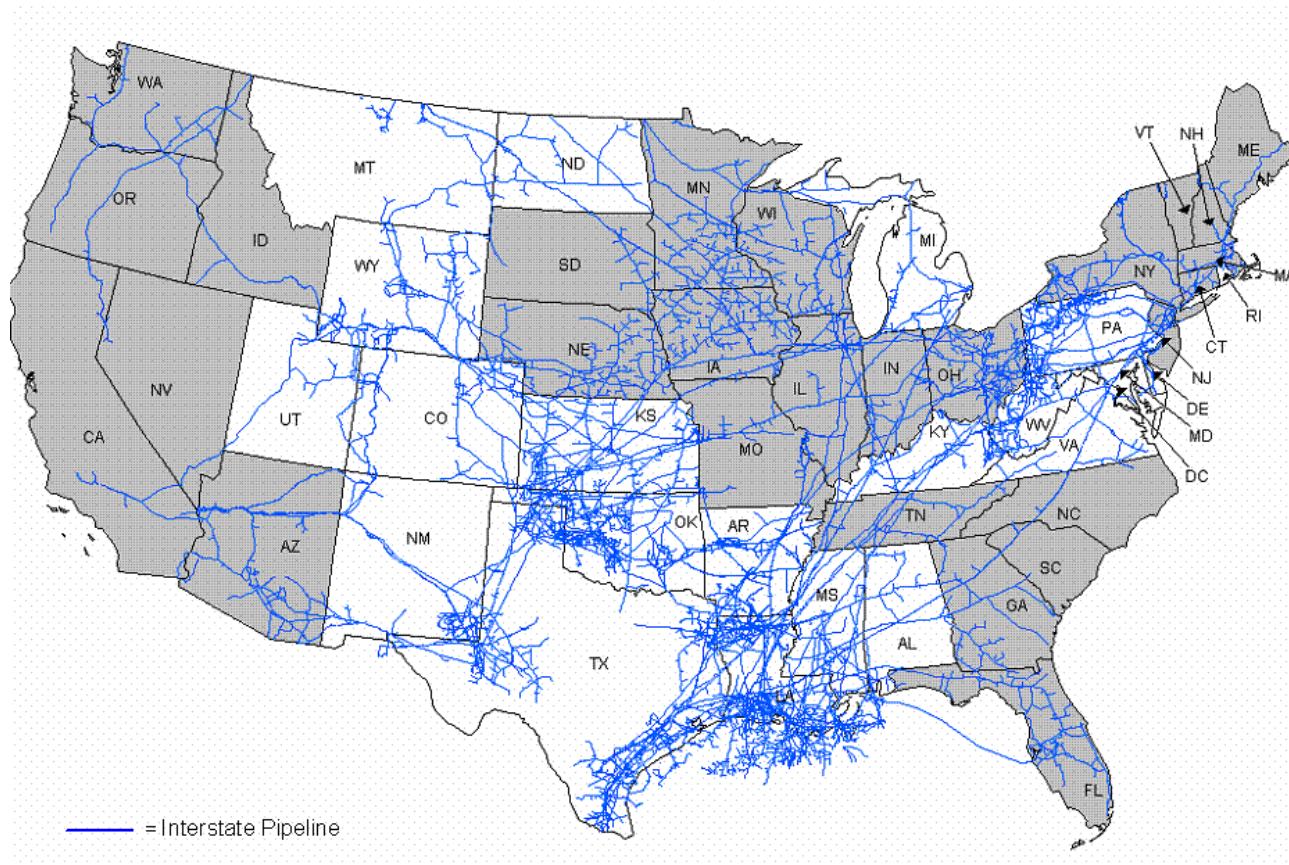 WA
MT
ND
MN
VT
NH
ME
OR
ID
WY
SD
WI
MI
NY
MA
RI
CT
NJ
DE
MD
DC
PA
NE
IA
IL
IN
OH
NV
UT
CO
KS
MO
KY
WV
VA
CA
AZ
NM
OK
AR
TN
NC
SC
MS
AL
GA
TX
LA
FL
= Interstate Pipeline